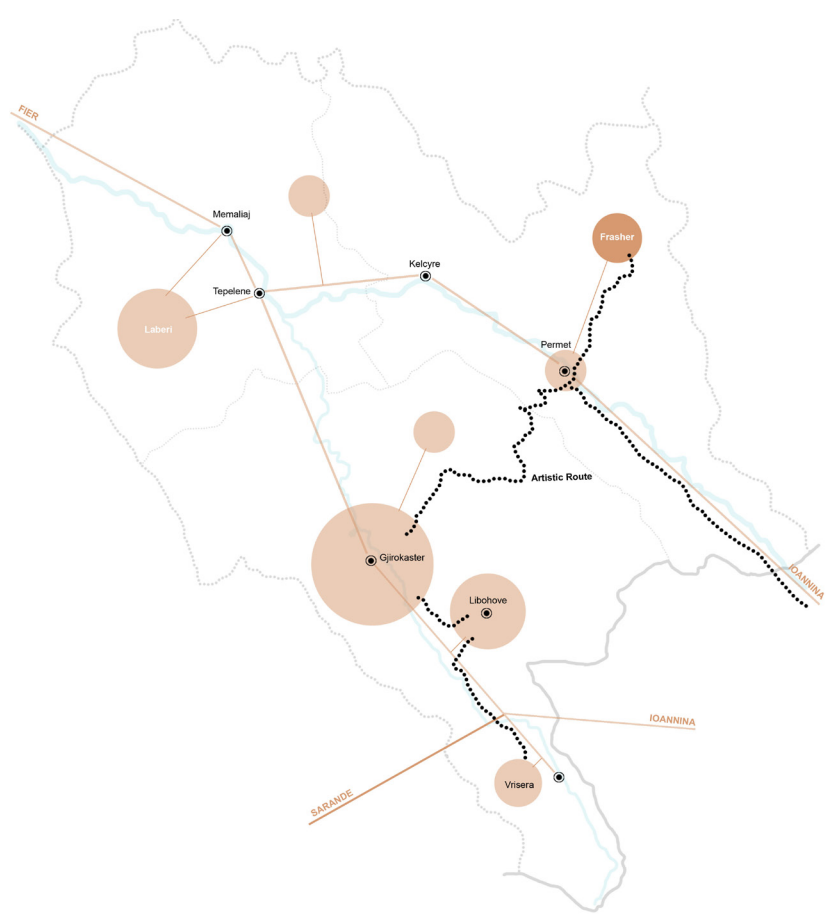 FIER
Memaliaj
Frasher
Kelcyre
Tepelene
Laberi
Permet
Artistic Route
Gjirokaster
IOANNINA
Libohove
IOANNINA
Vrisera
SARANDE